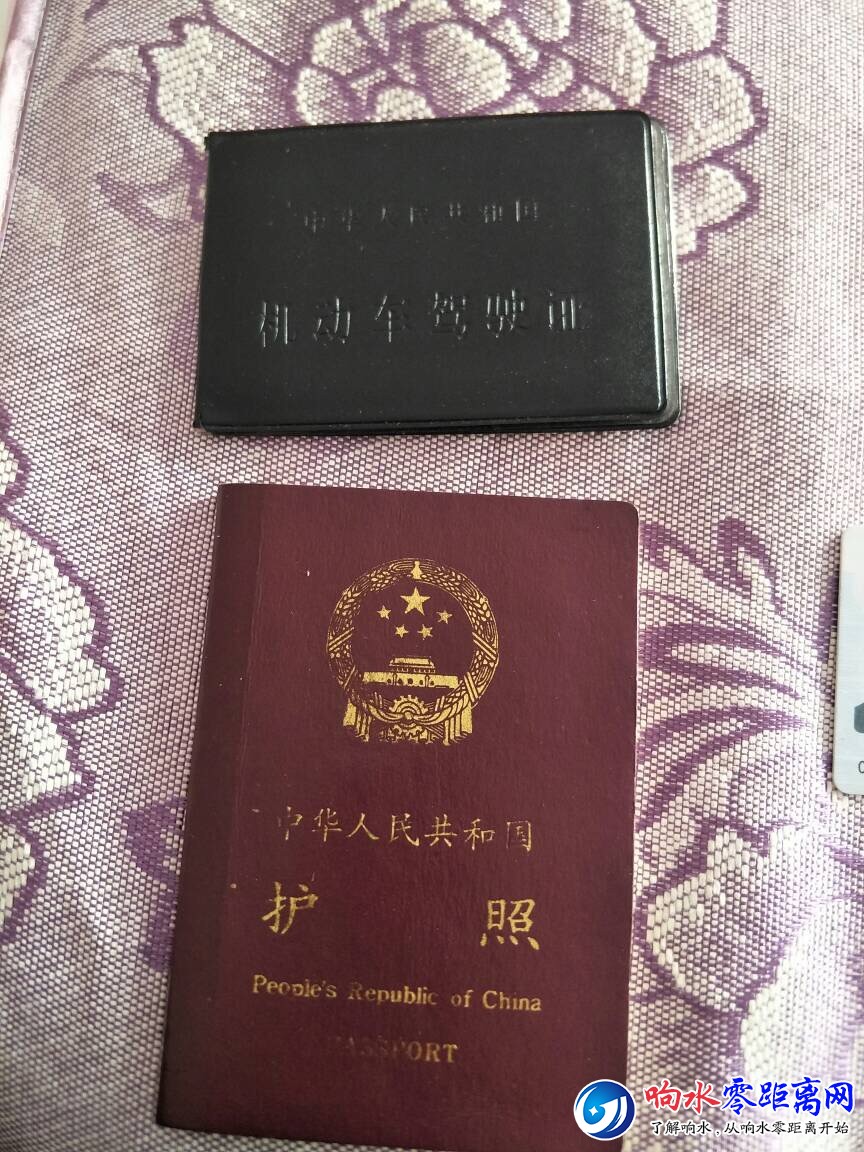 中华人民共和国
机动车驾驶证
中华人民共和国
护照
People's Republic of China
PASSPORT
响水零距离网
了解响水，从响水零距离开始